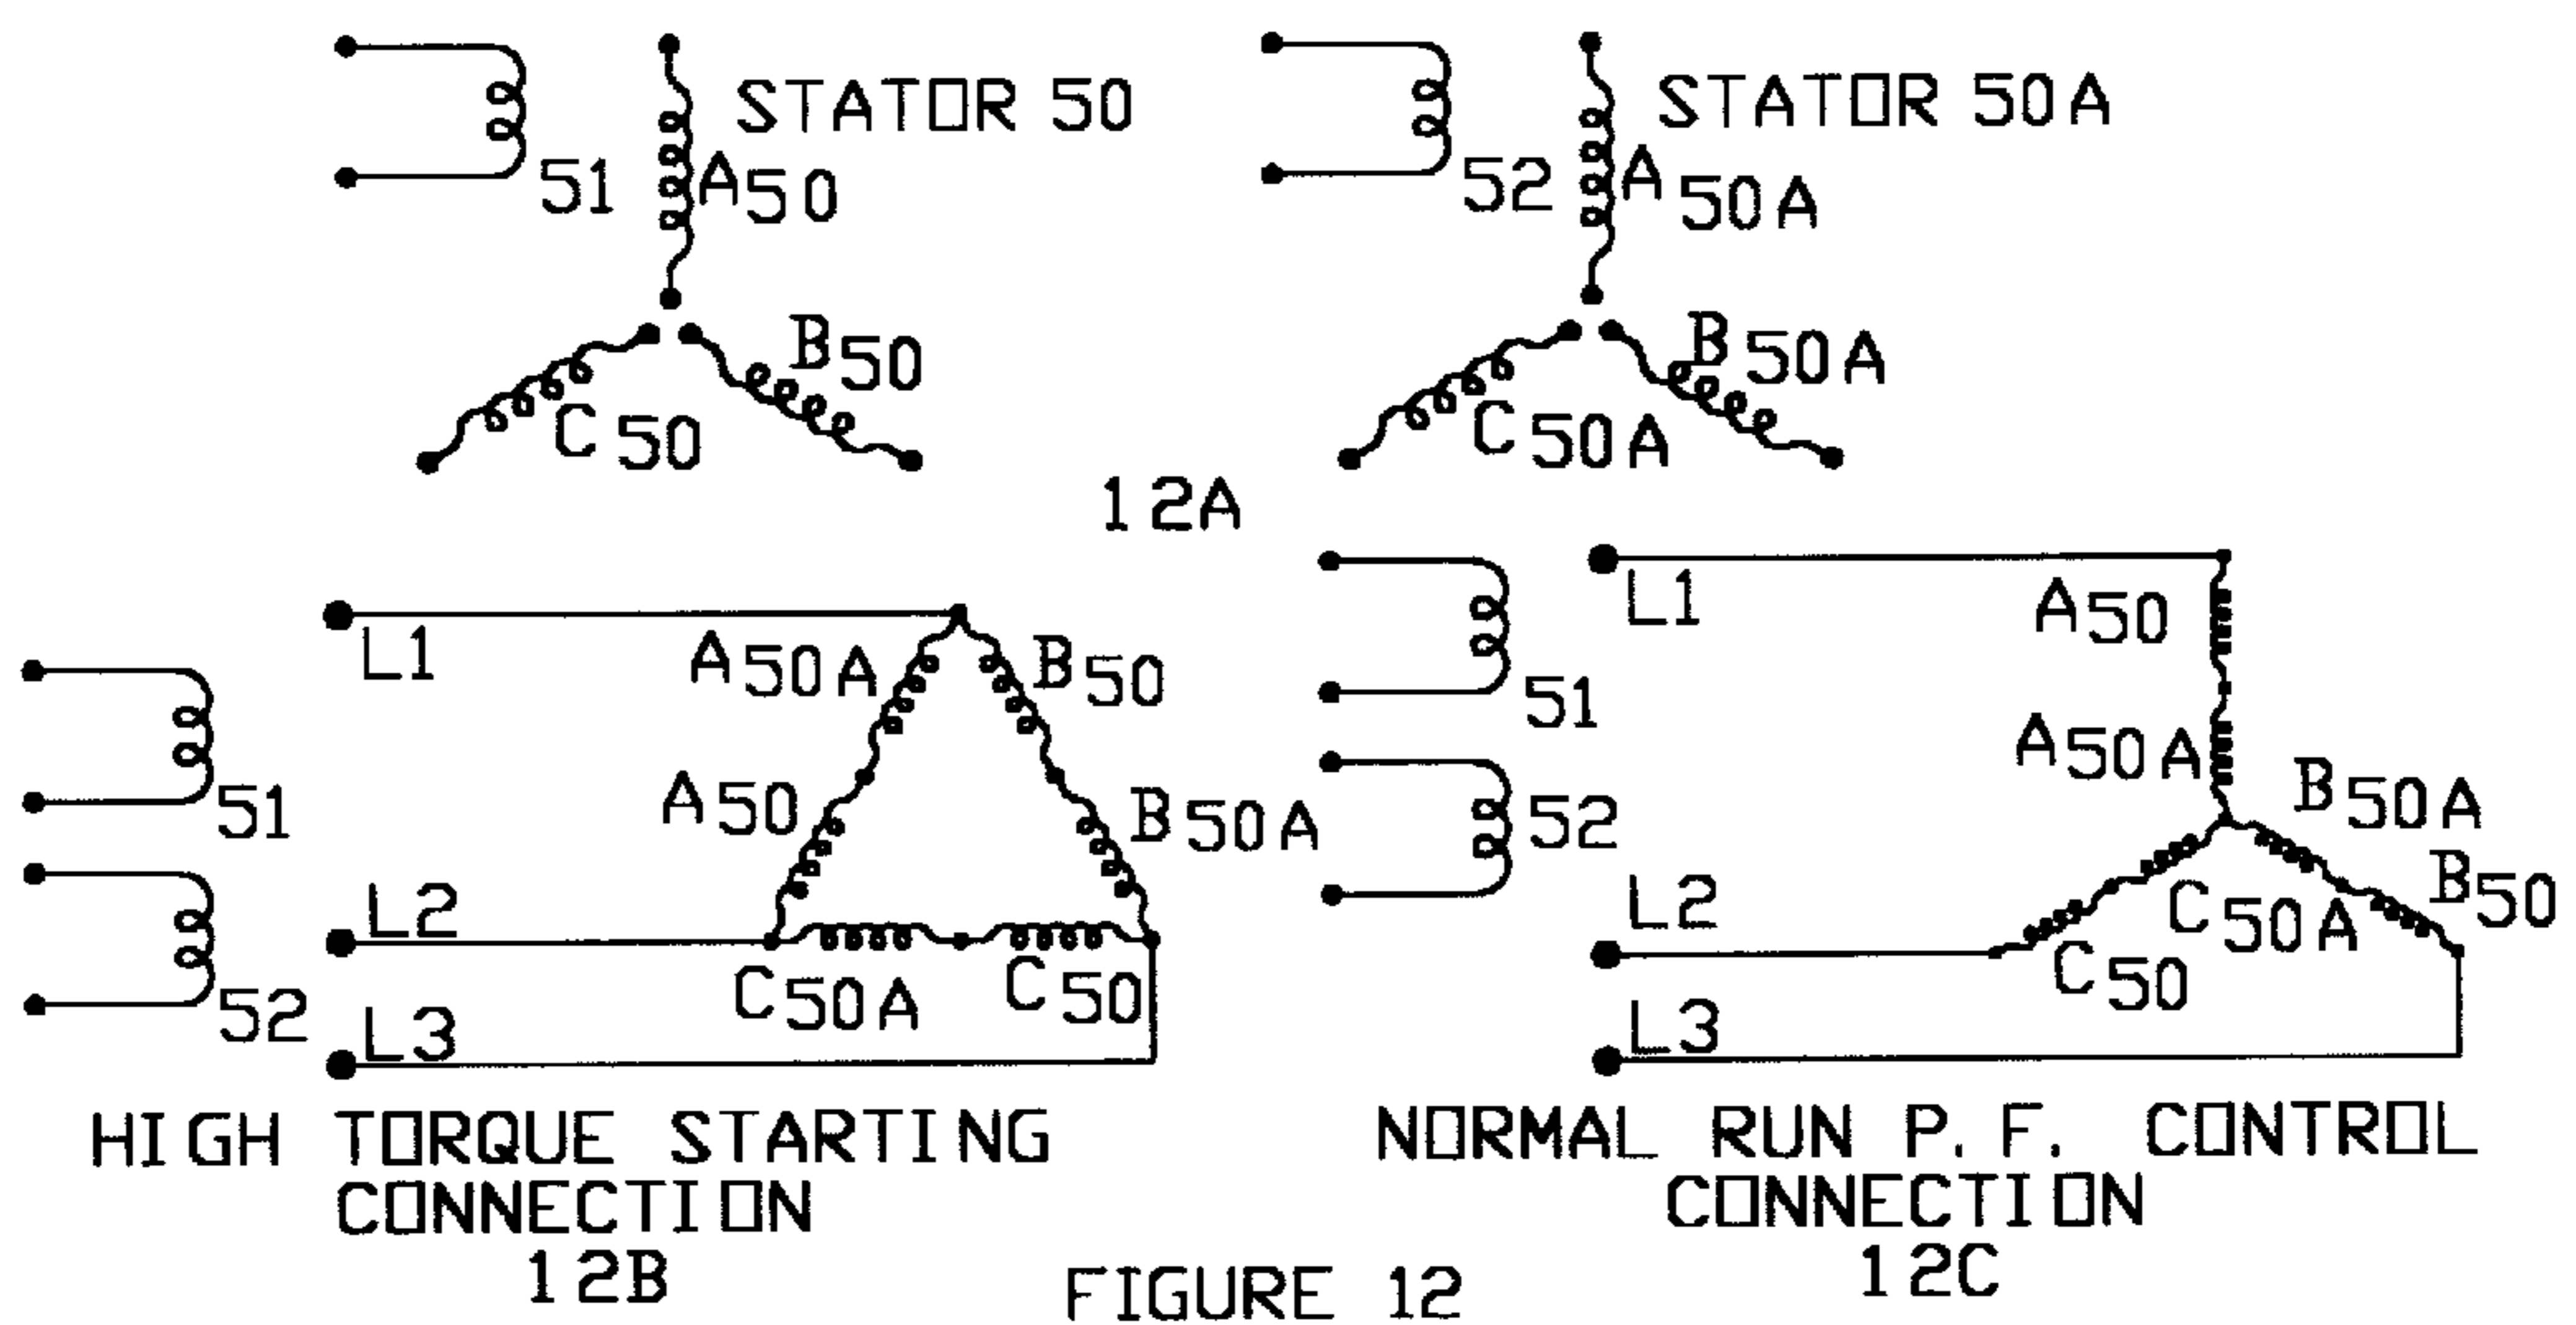 STATOR 50
51
A50
B50
C50
STATOR 50A
52
A50A
B50A
C50A
12A
L1
A50A
B50
51
A50
B50A
L2
52
C50A
C50
L3
HIGH TORQUE STARTING
CONNECTION
12B
L1
A50
51
A50A
B50A
52
L2
B50
C50A
C50
L3
NORMAL RUN P.F. CONTROL
CONNECTION
12C
FIGURE 12